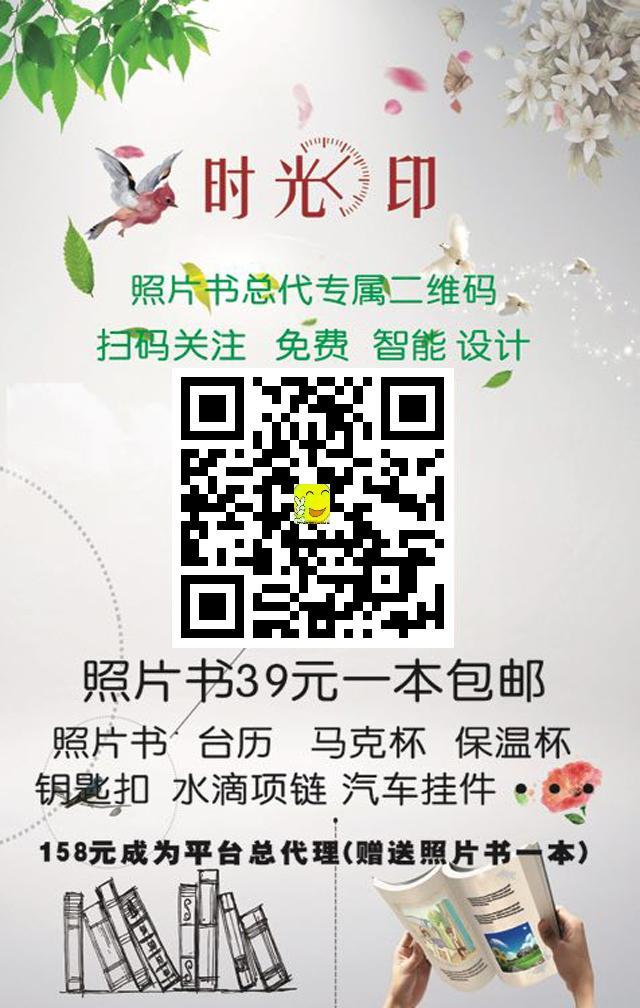 时光印
照片书总代专属二维码
扫码关注 免费 智能 设计
照片书39元一本包邮
照片书 台历 马克杯 保温杯
钥匙扣 水滴项链 汽车挂件
158元成为平台总代理(赠送照片书一本)